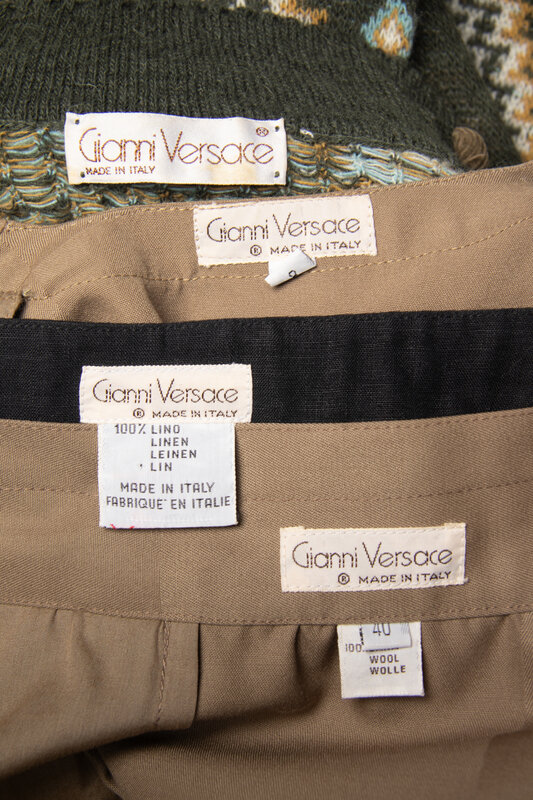 Gianni Versace ®
MADE IN ITALY
Gianni Versace
® MADE IN ITALY
Gianni Versace
® MADE IN ITALY
100% LINO
LINEN
LEINEN
LIN
MADE IN ITALY
FABRIQUE' EN ITALIE
Gianni Versace
® MADE IN ITALY
40
100
WOOL
WOLLE